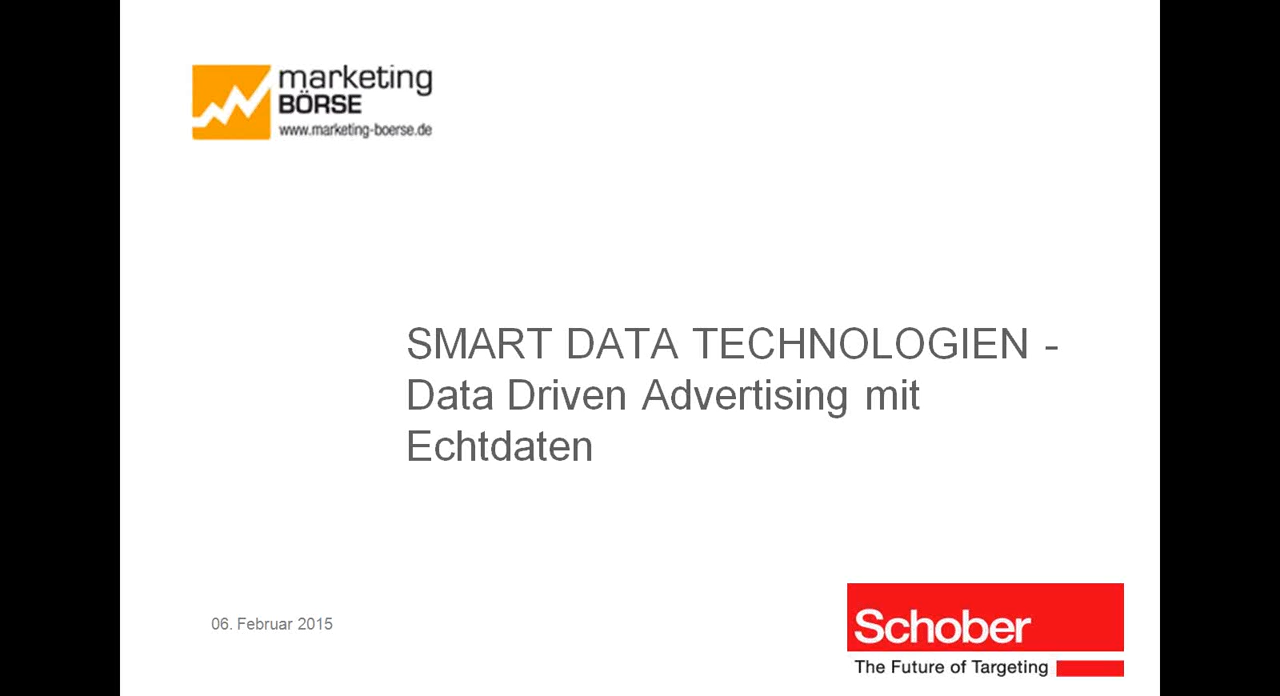 marketing
BÖRSE
www.marketing-boerse.de
SMART DATA TECHNOLOGIEN -
Data Driven Advertising mit
Echtdaten
06. Februar 2015
Schober
The Future of Targeting